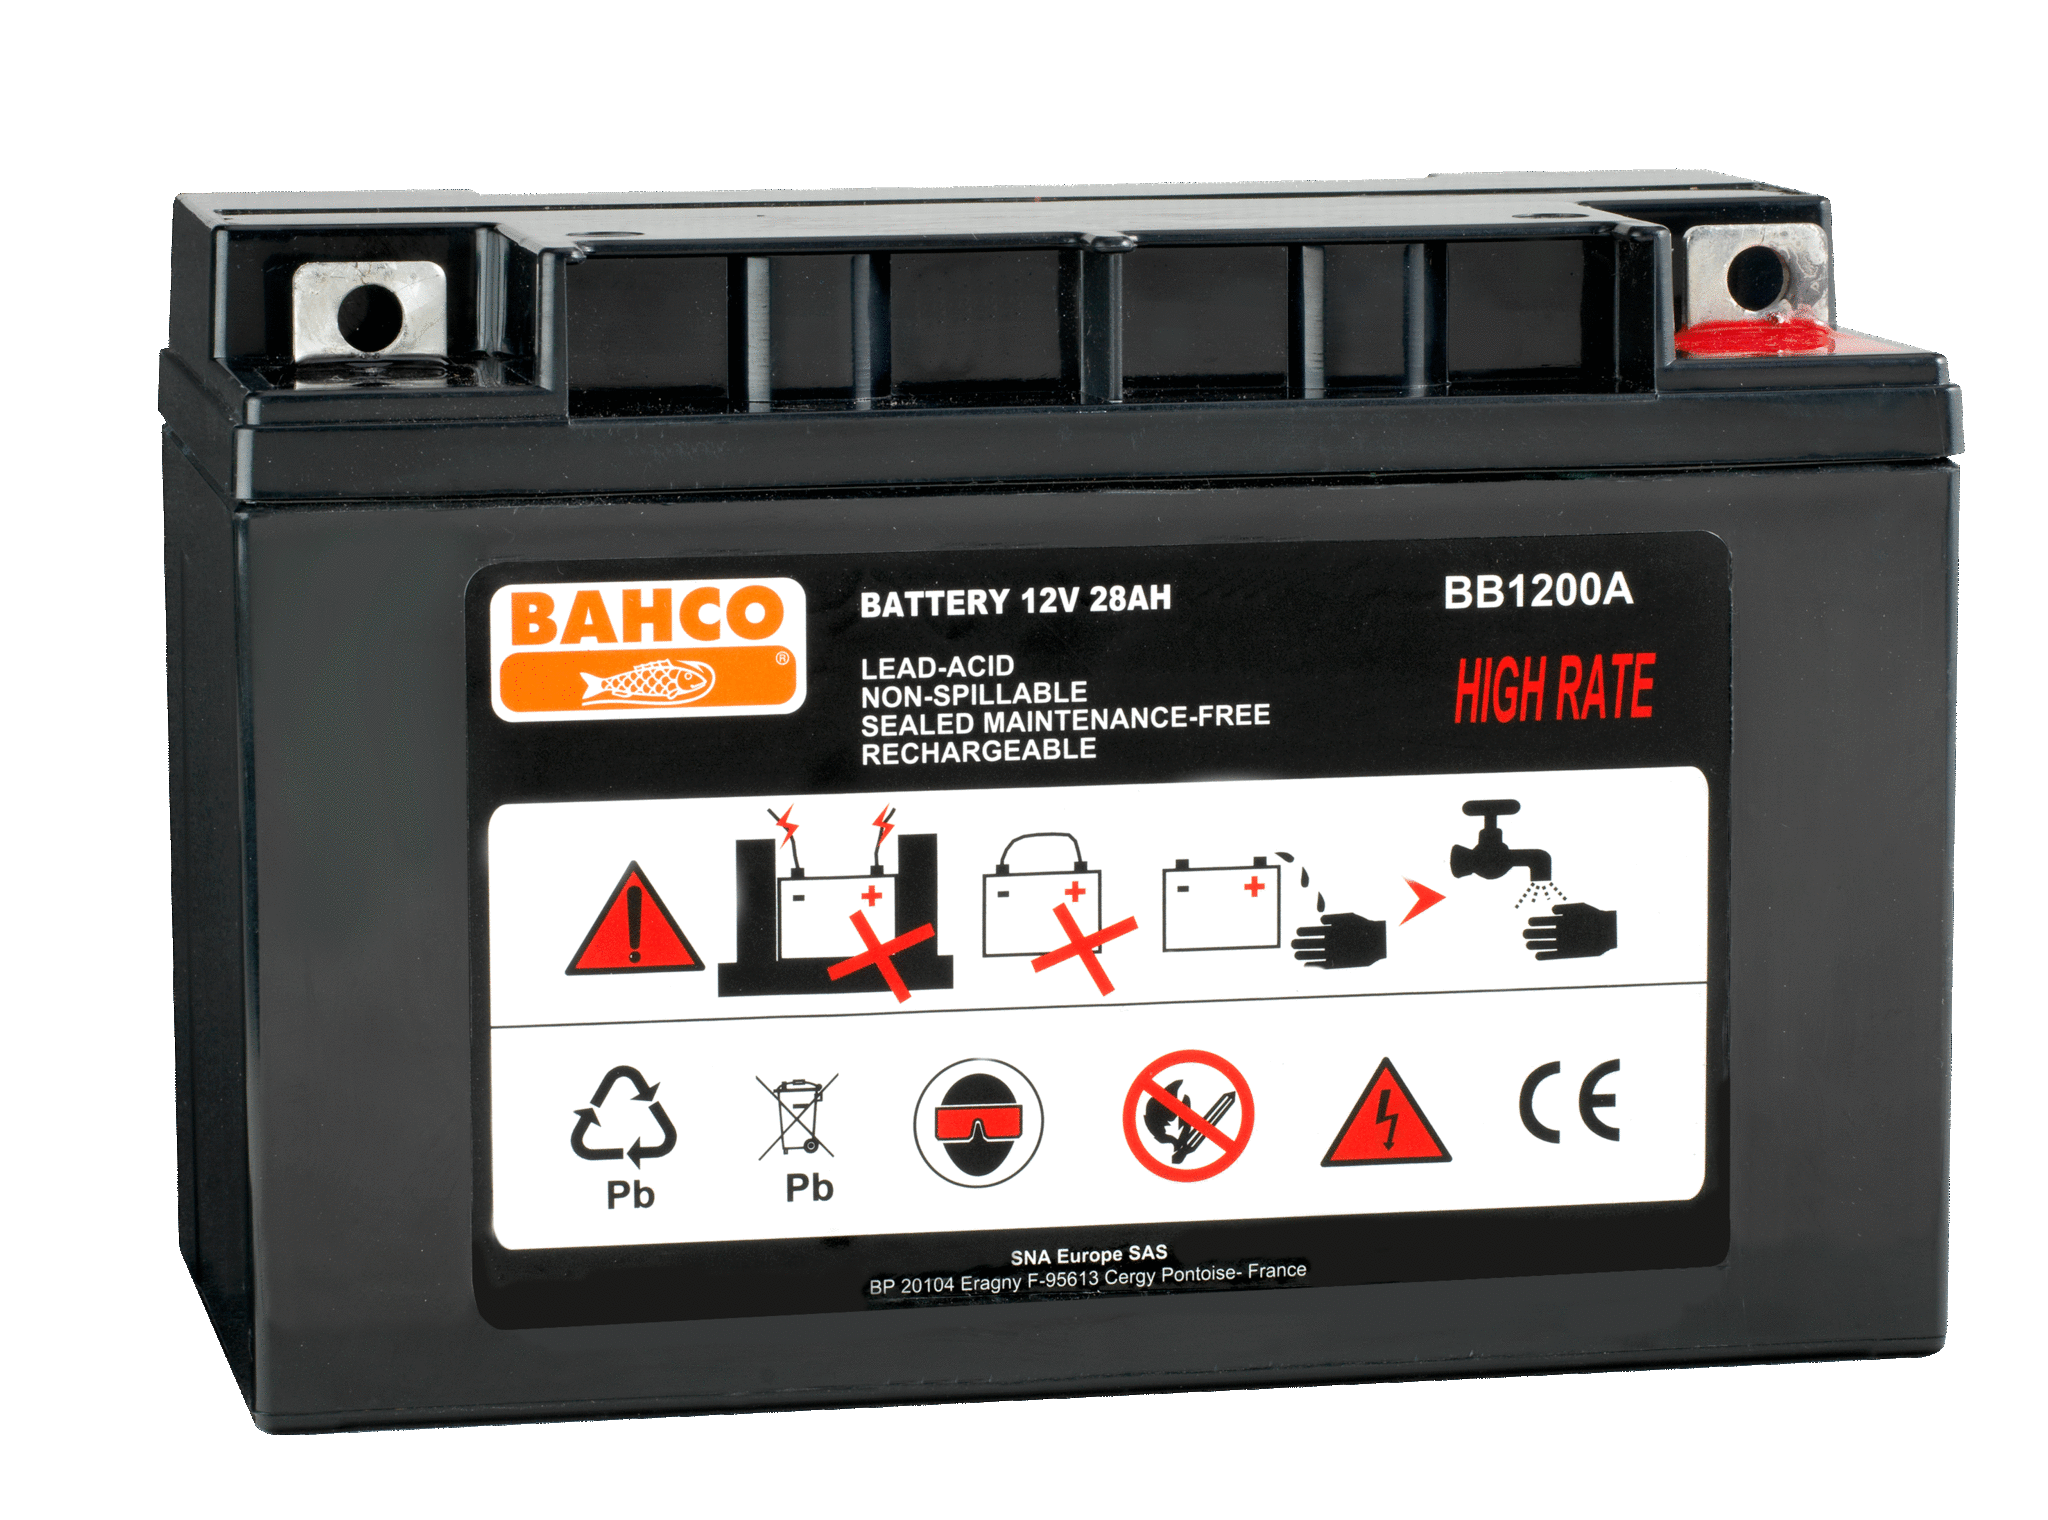 BAHCO
®
BATTERY 12V 28AH
BB1200A
LEAD-ACID
NON-SPILLABLE
SEALED MAINTENANCE-FREE
RECHARGEABLE
HIGH RATE
- +
- +
- +
Pb
Pb
CE
SNA Europe SAS
BP 20104 Eragny F-95613 Cergy Pontoise- France